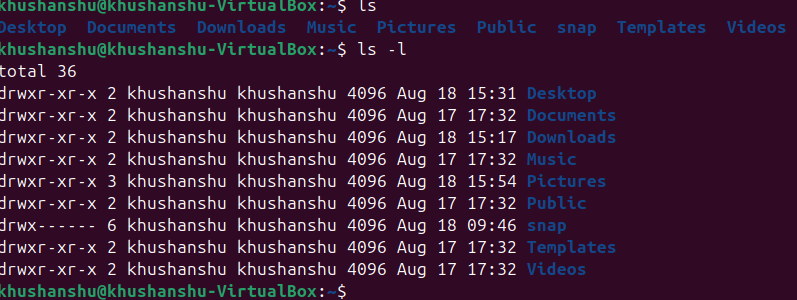 khushanshu@khushanshu-VirtualBox:~$ ls
Desktop  Documents  Downloads  Music  Pictures  Public  snap  Templates  Videos
khushanshu@khushanshu-VirtualBox:~$ ls -l
total 36
drwxr-xr-x 2 khushanshu khushanshu 4096 Aug 18 15:31 Desktop
drwxr-xr-x 2 khushanshu khushanshu 4096 Aug 17 17:32 Documents
drwxr-xr-x 2 khushanshu khushanshu 4096 Aug 18 15:17 Downloads
drwxr-xr-x 2 khushanshu khushanshu 4096 Aug 17 17:32 Music
drwxr-xr-x 3 khushanshu khushanshu 4096 Aug 18 15:54 Pictures
drwxr-xr-x 2 khushanshu khushanshu 4096 Aug 17 17:32 Public
drwx------ 6 khushanshu khushanshu 4096 Aug 18 09:46 snap
drwxr-xr-x 2 khushanshu khushanshu 4096 Aug 17 17:32 Templates
drwxr-xr-x 2 khushanshu khushanshu 4096 Aug 17 17:32 Videos
khushanshu@khushanshu-VirtualBox:~$